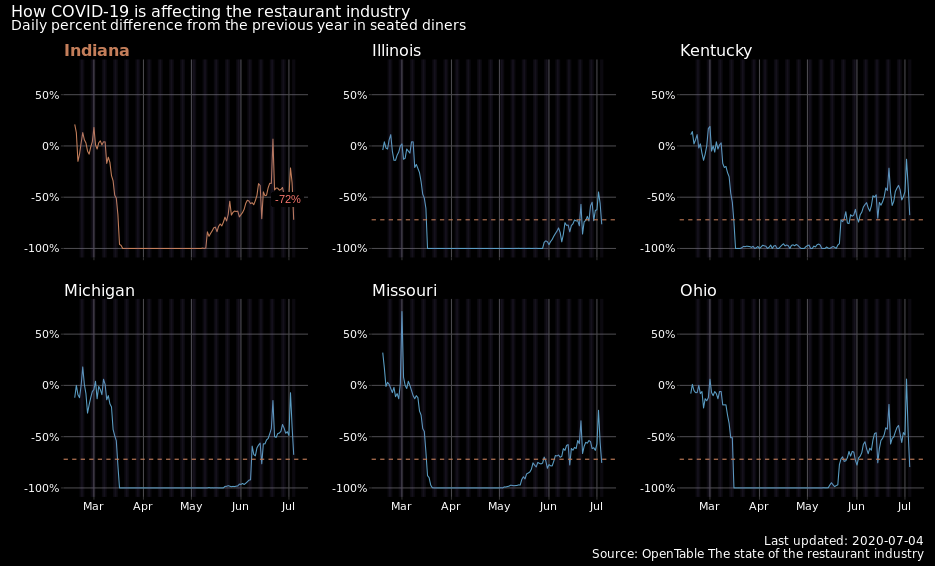 How COVID-19 is affecting the restaurant industry
Daily percent difference from the previous year in seated diners
Indiana
Illinois
Kentucky
50%
50%
50%
0%
0%
0%
-50%
-50%
-50%
-72%
-100%
-100%
-100%
Michigan
Missouri
Ohio
50%
50%
50%
0%
0%
0%
-50%
-50%
-50%
-100%
-100%
-100%
Mar Apr May Jun Jul
Mar Apr May Jun Jul
Mar Apr May Jun Jul
Last updated: 2020-07-04
Source: OpenTable The state of the restaurant industry